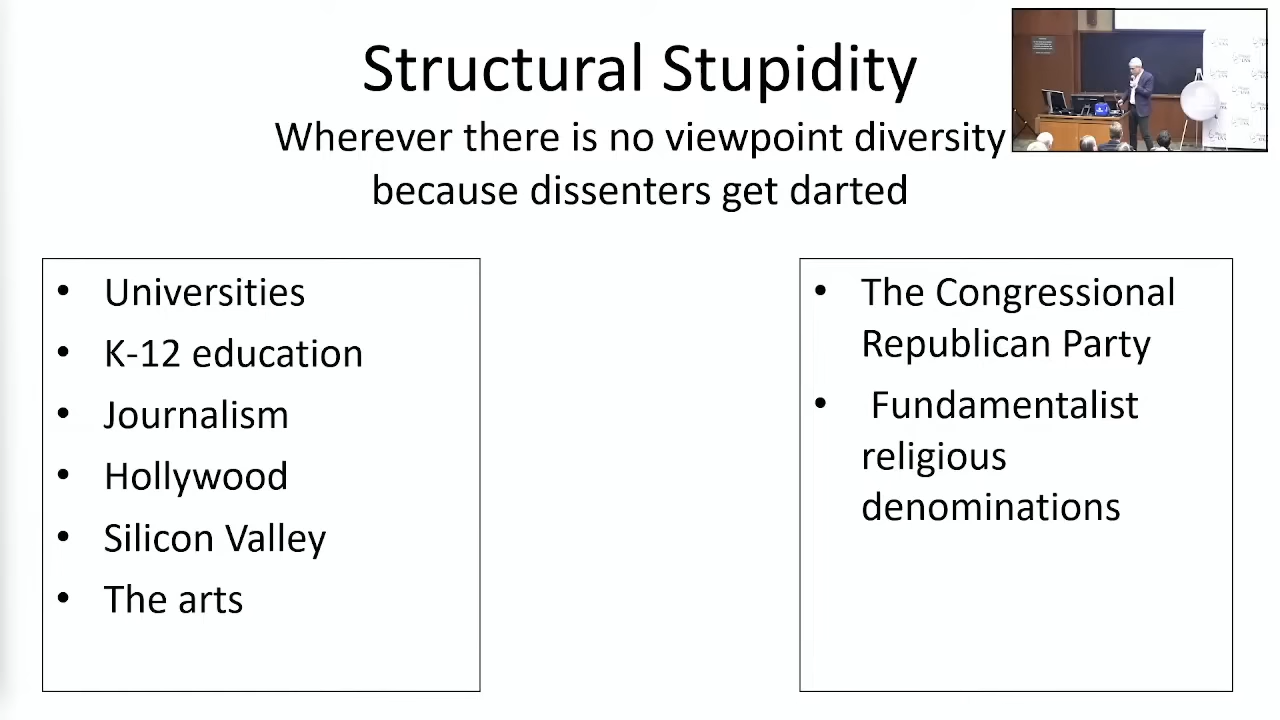 Structural Stupidity
Wherever there is no viewpoint diversity
because dissenters get darted
• Universities
• K-12 education
• Journalism
• Hollywood
• Silicon Valley
• The arts
• The Congressional
Republican Party
• Fundamentalist
religious
denominations